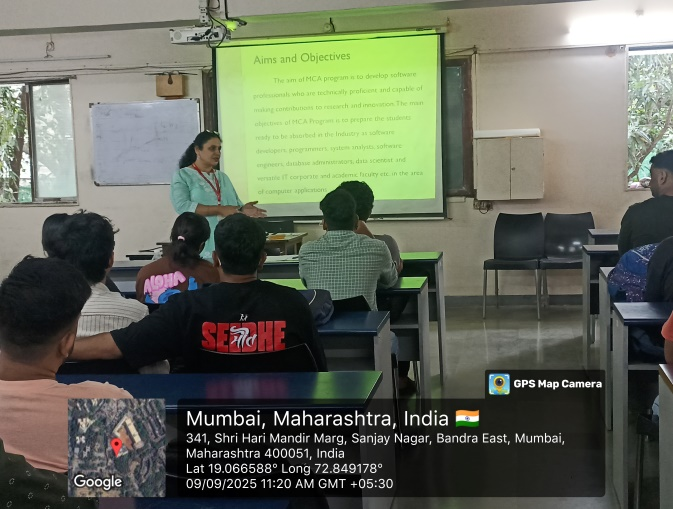 Aims and Objectives
The aim of MCA program is to develop software
professionals who are technically proficient and capable of
making contributions to research and innovation. The main
objectives of MCA Program is to prepare the students
ready to be absorbed in the Industry as software
developers, programmers, system analysts, software
engineers, database administrators, data scientist and
versatile IT corporate and academia faculty etc. in the area
of computer applications
ALOHA
SEEDHE
GPS Map Camera
Mumbai, Maharashtra, India
341, Shri Hari Mandir Marg, Sanjay Nagar, Bandra East, Mumbai,
Maharashtra 400051, India
Lat 19.066588° Long 72.849178°
09/09/2025 11:20 AM GMT +05:30
Google